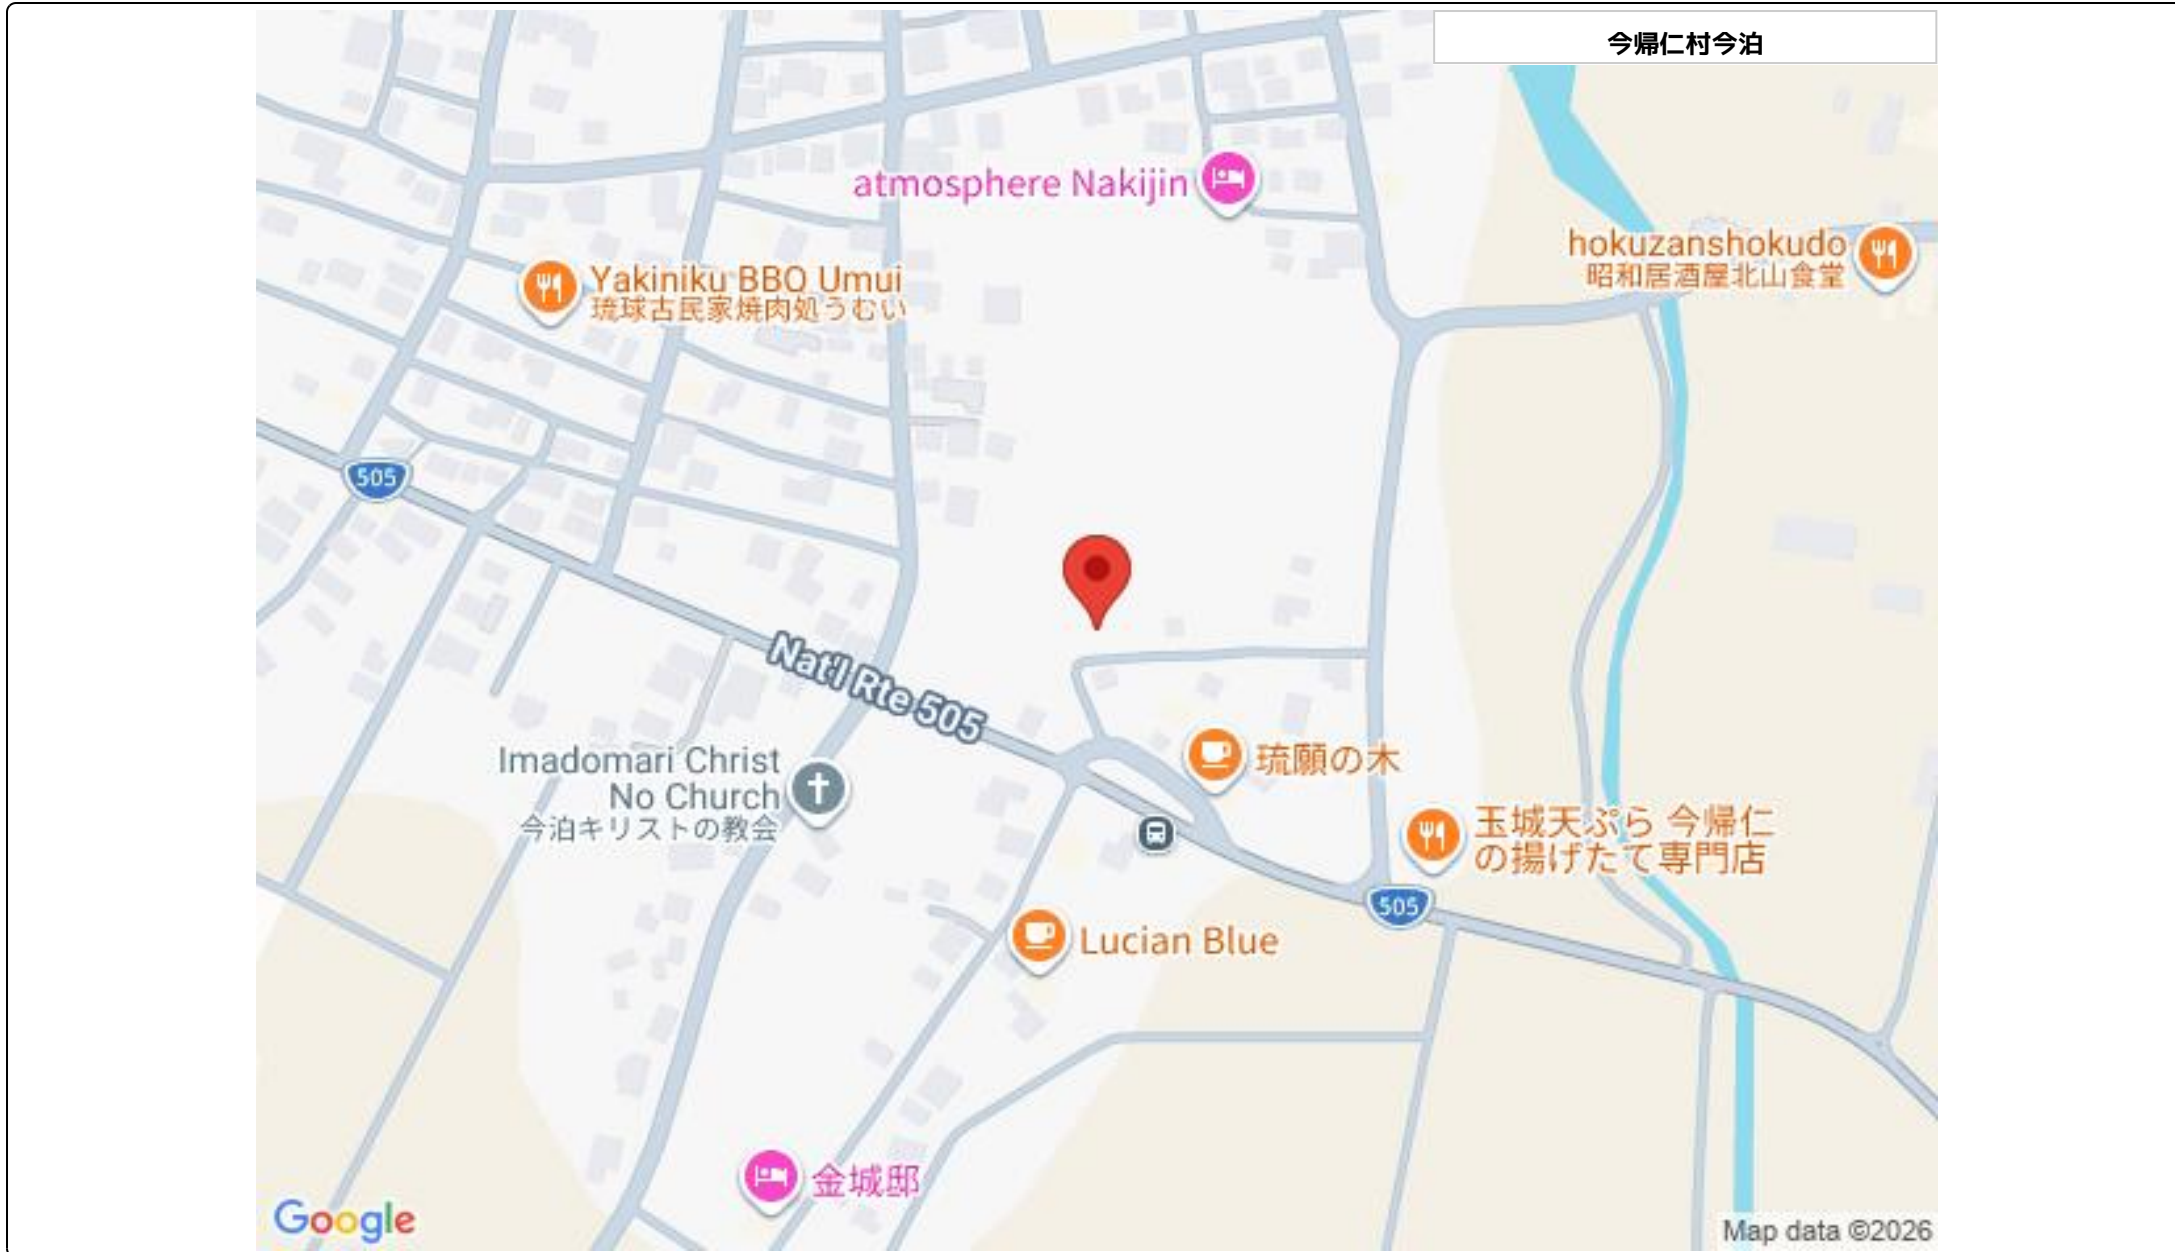 今帰仁村今泊
atmosphere Nakijin
hokuzanshokudo
昭和居酒屋北山食堂
Yakiniku BBQ Umui
琉球古民家焼肉処うむい
505
Nat'l Rte 505
Imadomari Christ
No Church
今泊キリストの教会
琉願の木
玉城天ぷら 今帰仁
の揚げたて専門店
505
Lucian Blue
金城邸
Google
Map data ©2026